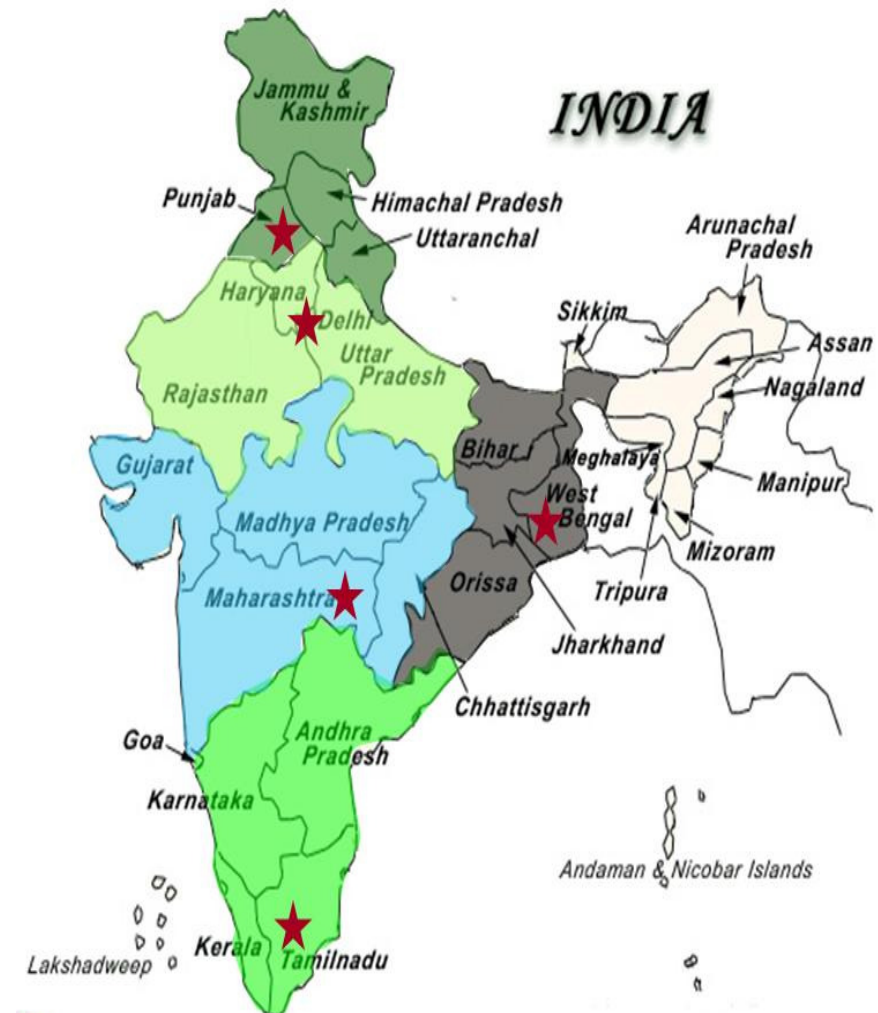 INDIA
Jammu &
Kashmir
Punjab
Himachal Pradesh
Uttaranchal
Arunachal
Pradesh
Haryana
Delhi
Sikkim
Assan
Uttar
Pradesh
Nagaland
Rajasthan
Bihar
Meghalaya
Gujarat
Manipur
West
Bengal
Madhya Pradesh
Mizoram
Orissa
Tripura
Maharashtra
Jharkhand
Chhattisgarh
Goa
Andhra
Pradesh
Karnataka
Andaman & Nicobar Islands
Kerala
Tamilnadu
Lakshadweep